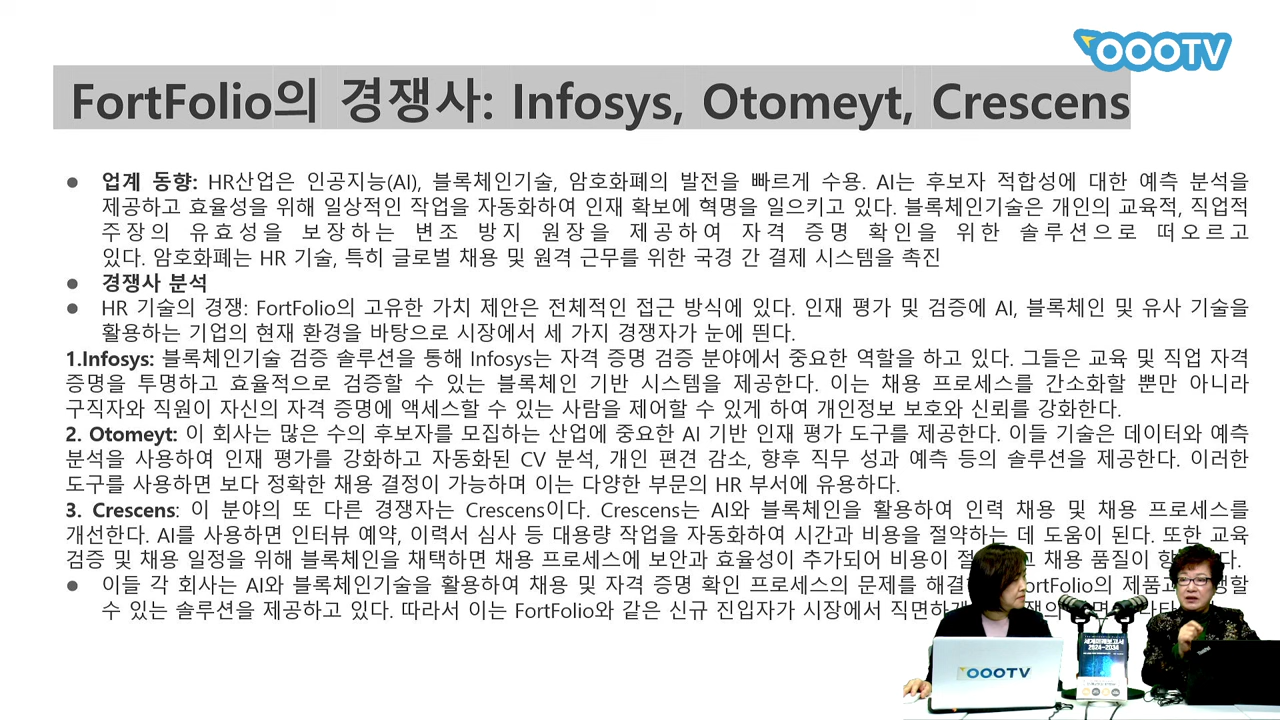 OOOTV
FortFolio의 경쟁사: Infosys, Otomeyt, Crescens
● 업계 동향: HR산업은 인공지능(AI), 블록체인기술, 암호화폐의 발전을 빠르게 수용. AI는 후보자 적합성에 대한 예측 분석을
제공하고 효율성을 위해 일상적인 작업을 자동화하여 인재 확보에 혁명을 일으키고 있다. 블록체인기술은 개인의 교육적, 직업적
주장의 유효성을 보장하는 변조 방지 원장을 제공하여 자격 증명 확인을 위한 솔루션으로 떠오르고
있다. 암호화폐는 HR 기술, 특히 글로벌 채용 및 원격 근무를 위한 국경 간 결제 시스템을 촉진
● 경쟁사 분석
● HR 기술의 경쟁: FortFolio의 고유한 가치 제안은 전체적인 접근 방식에 있다. 인재 평가 및 검증에 AI, 블록체인 및 유사 기술을
활용하는 기업의 현재 환경을 바탕으로 시장에서 세 가지 경쟁자가 눈에 띈다.
1.Infosys: 블록체인기술 검증 솔루션을 통해 Infosys는 자격 증명 검증 분야에서 중요한 역할을 하고 있다. 그들은 교육 및 직업 자격
증명을 투명하고 효율적으로 검증할 수 있는 블록체인 기반 시스템을 제공한다. 이는 채용 프로세스를 간소화할 뿐만 아니라
구직자와 직원이 자신의 자격 증명에 액세스할 수 있는 사람을 제어할 수 있게 하여 개인정보 보호와 신뢰를 강화한다.
2. Otomeyt: 이 회사는 많은 수의 후보자를 모집하는 산업에 중요한 AI 기반 인재 평가 도구를 제공한다. 이들 기술은 데이터와 예측
분석을 사용하여 인재 평가를 강화하고 자동화된 CV 분석, 개인 편견 감소, 향후 직무 성과 예측 등의 솔루션을 제공한다. 이러한
도구를 사용하면 보다 정확한 채용 결정이 가능하며 이는 다양한 부문의 HR 부서에 유용하다.
3. Crescens: 이 분야의 또 다른 경쟁자는 Crescens이다. Crescens는 AI와 블록체인을 활용하여 인력 채용 및 채용 프로세스를
개선한다. AI를 사용하면 인터뷰 예약, 이력서 심사 등 대용량 작업을 자동화하여 시간과 비용을 절약하는 데 도움이 된다. 또한 교육
검증 및 채용 일정을 위해 블록체인을 채택하면 채용 프로세스에 보안과 효율성이 추가되어 비용이 채용 품질이
● 이들 각 회사는 AI와 블록체인기술을 활용하여 채용 및 자격 증명 확인 프로세스의 문제를 FortFolio의
수 있는 솔루션을 제공하고 있다. 따라서 이는 FortFolio와 같은 신규 진입자가 시장에서
세계미래보고서
2024~2034
OOOTV